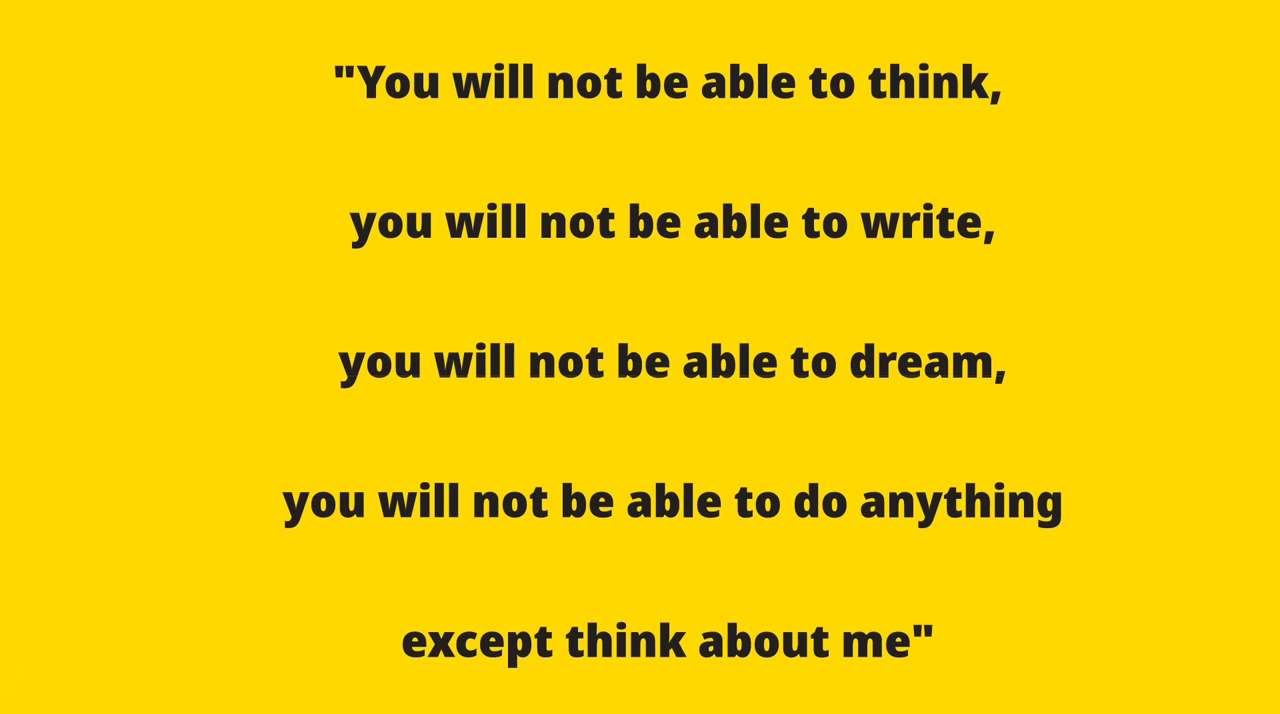 "You will not be able to think,
you will not be able to write,
you will not be able to dream,
you will not be able to do anything
except think about me"